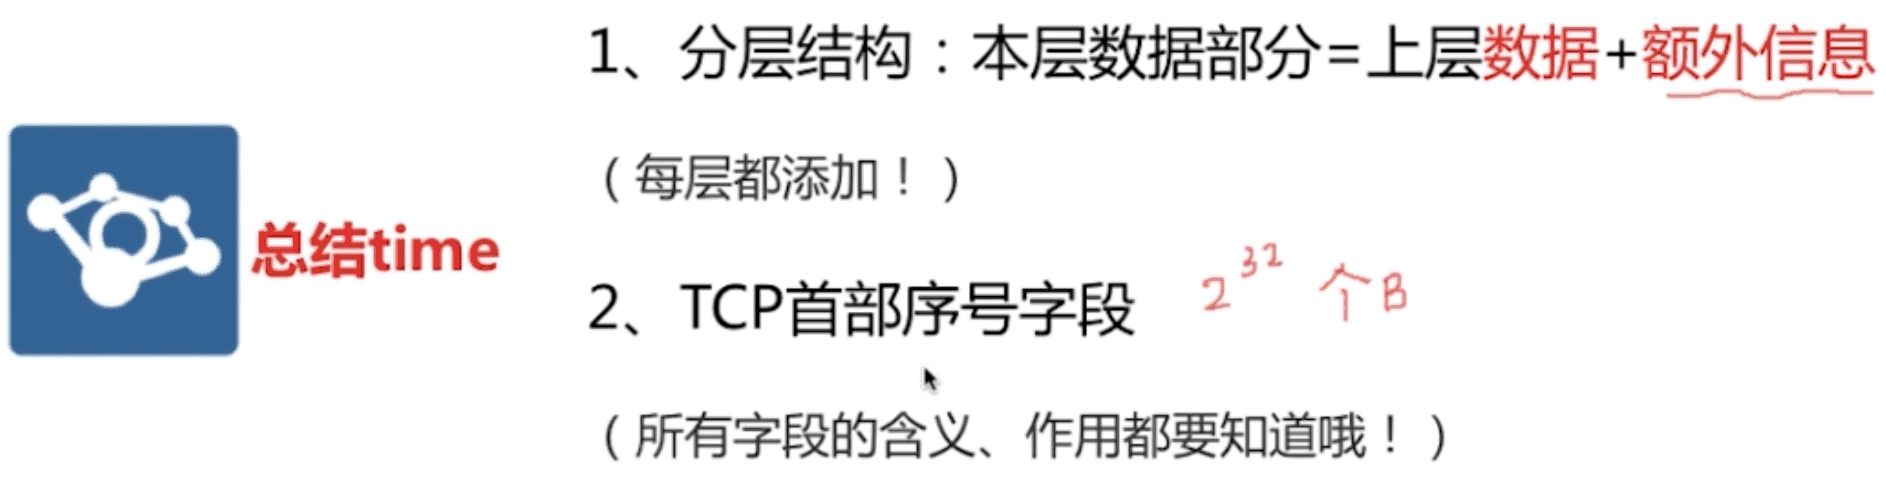 1、分层结构：本层数据部分=上层数据+额外信息
（每层都添加！）
总结time
2、TCP首部序号字段 2^32 个B
（所有字段的含义、作用都要知道哦！）